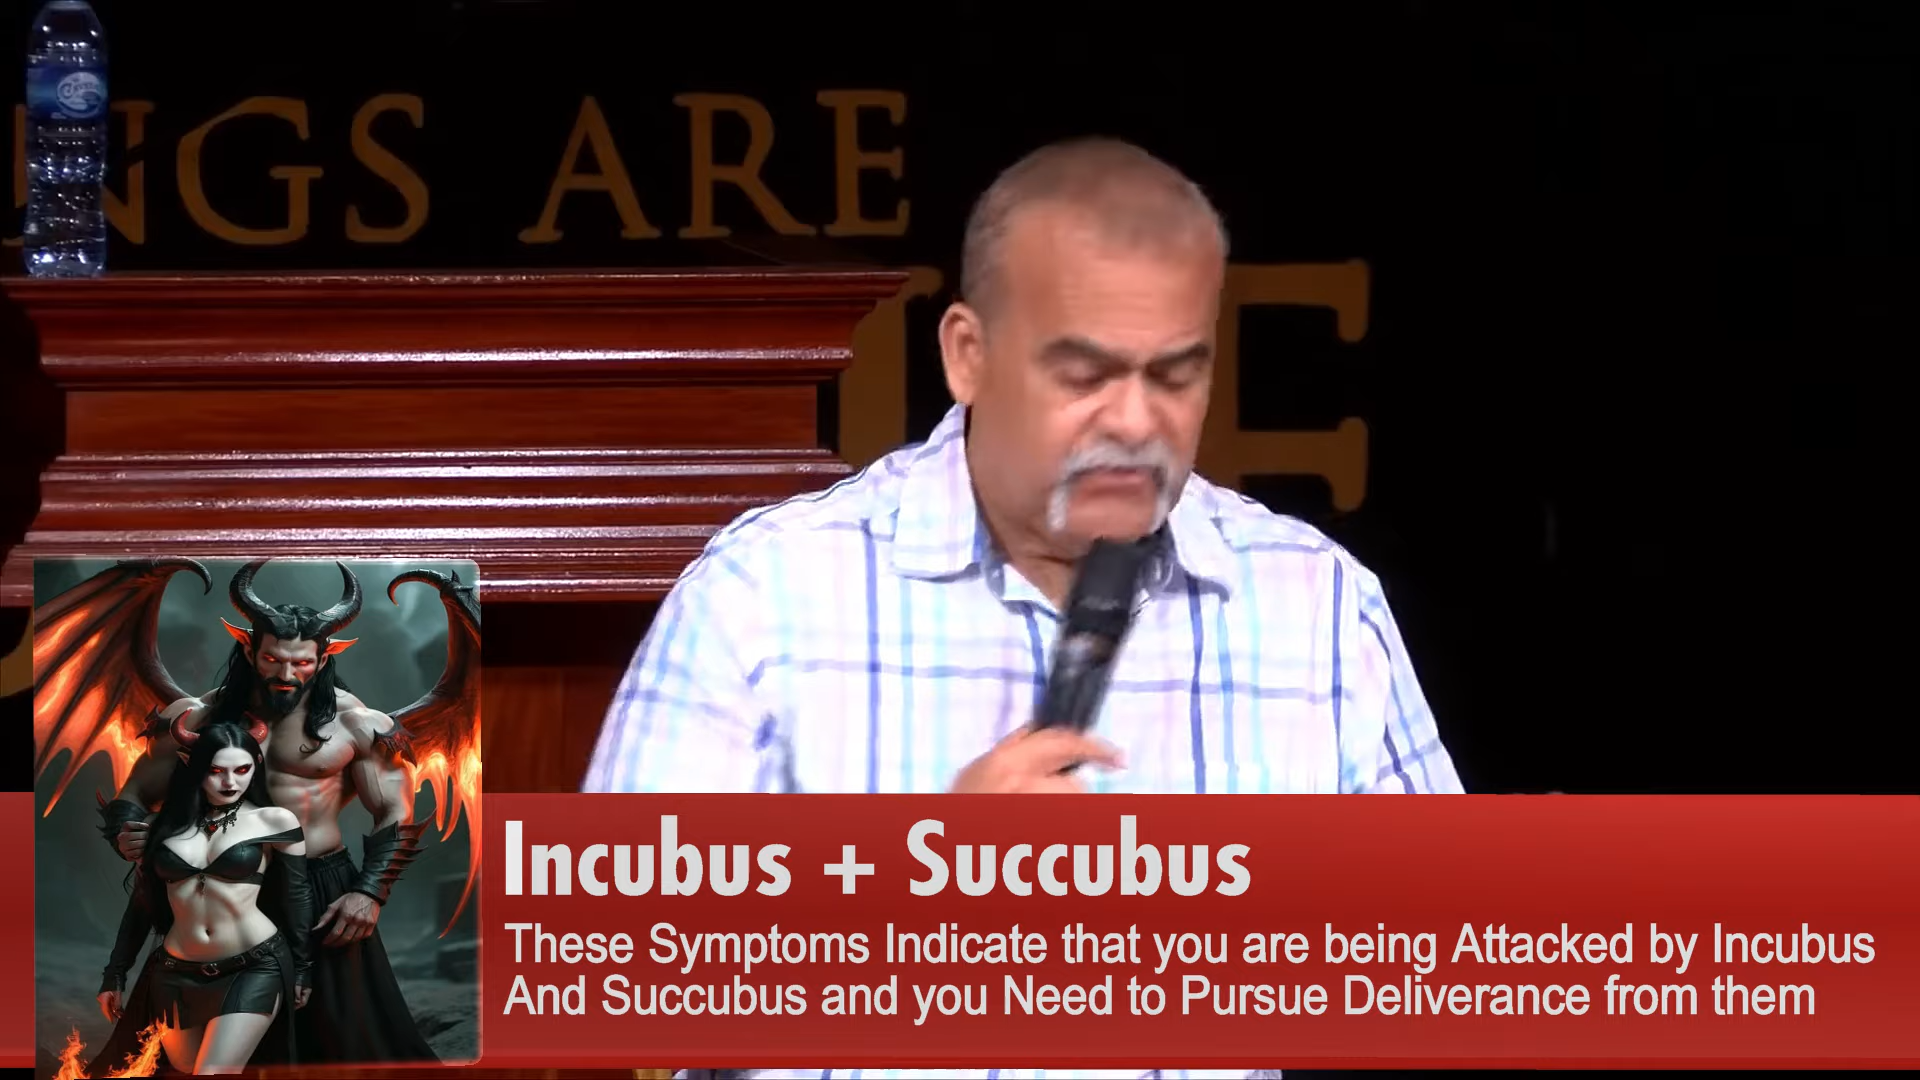 NGS ARE
Incubus + Succubus
These Symptoms Indicate that you are being Attacked by Incubus
And Succubus and you Need to Pursue Deliverance from them